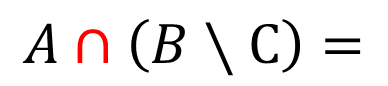 A ∩ (B \ C) =